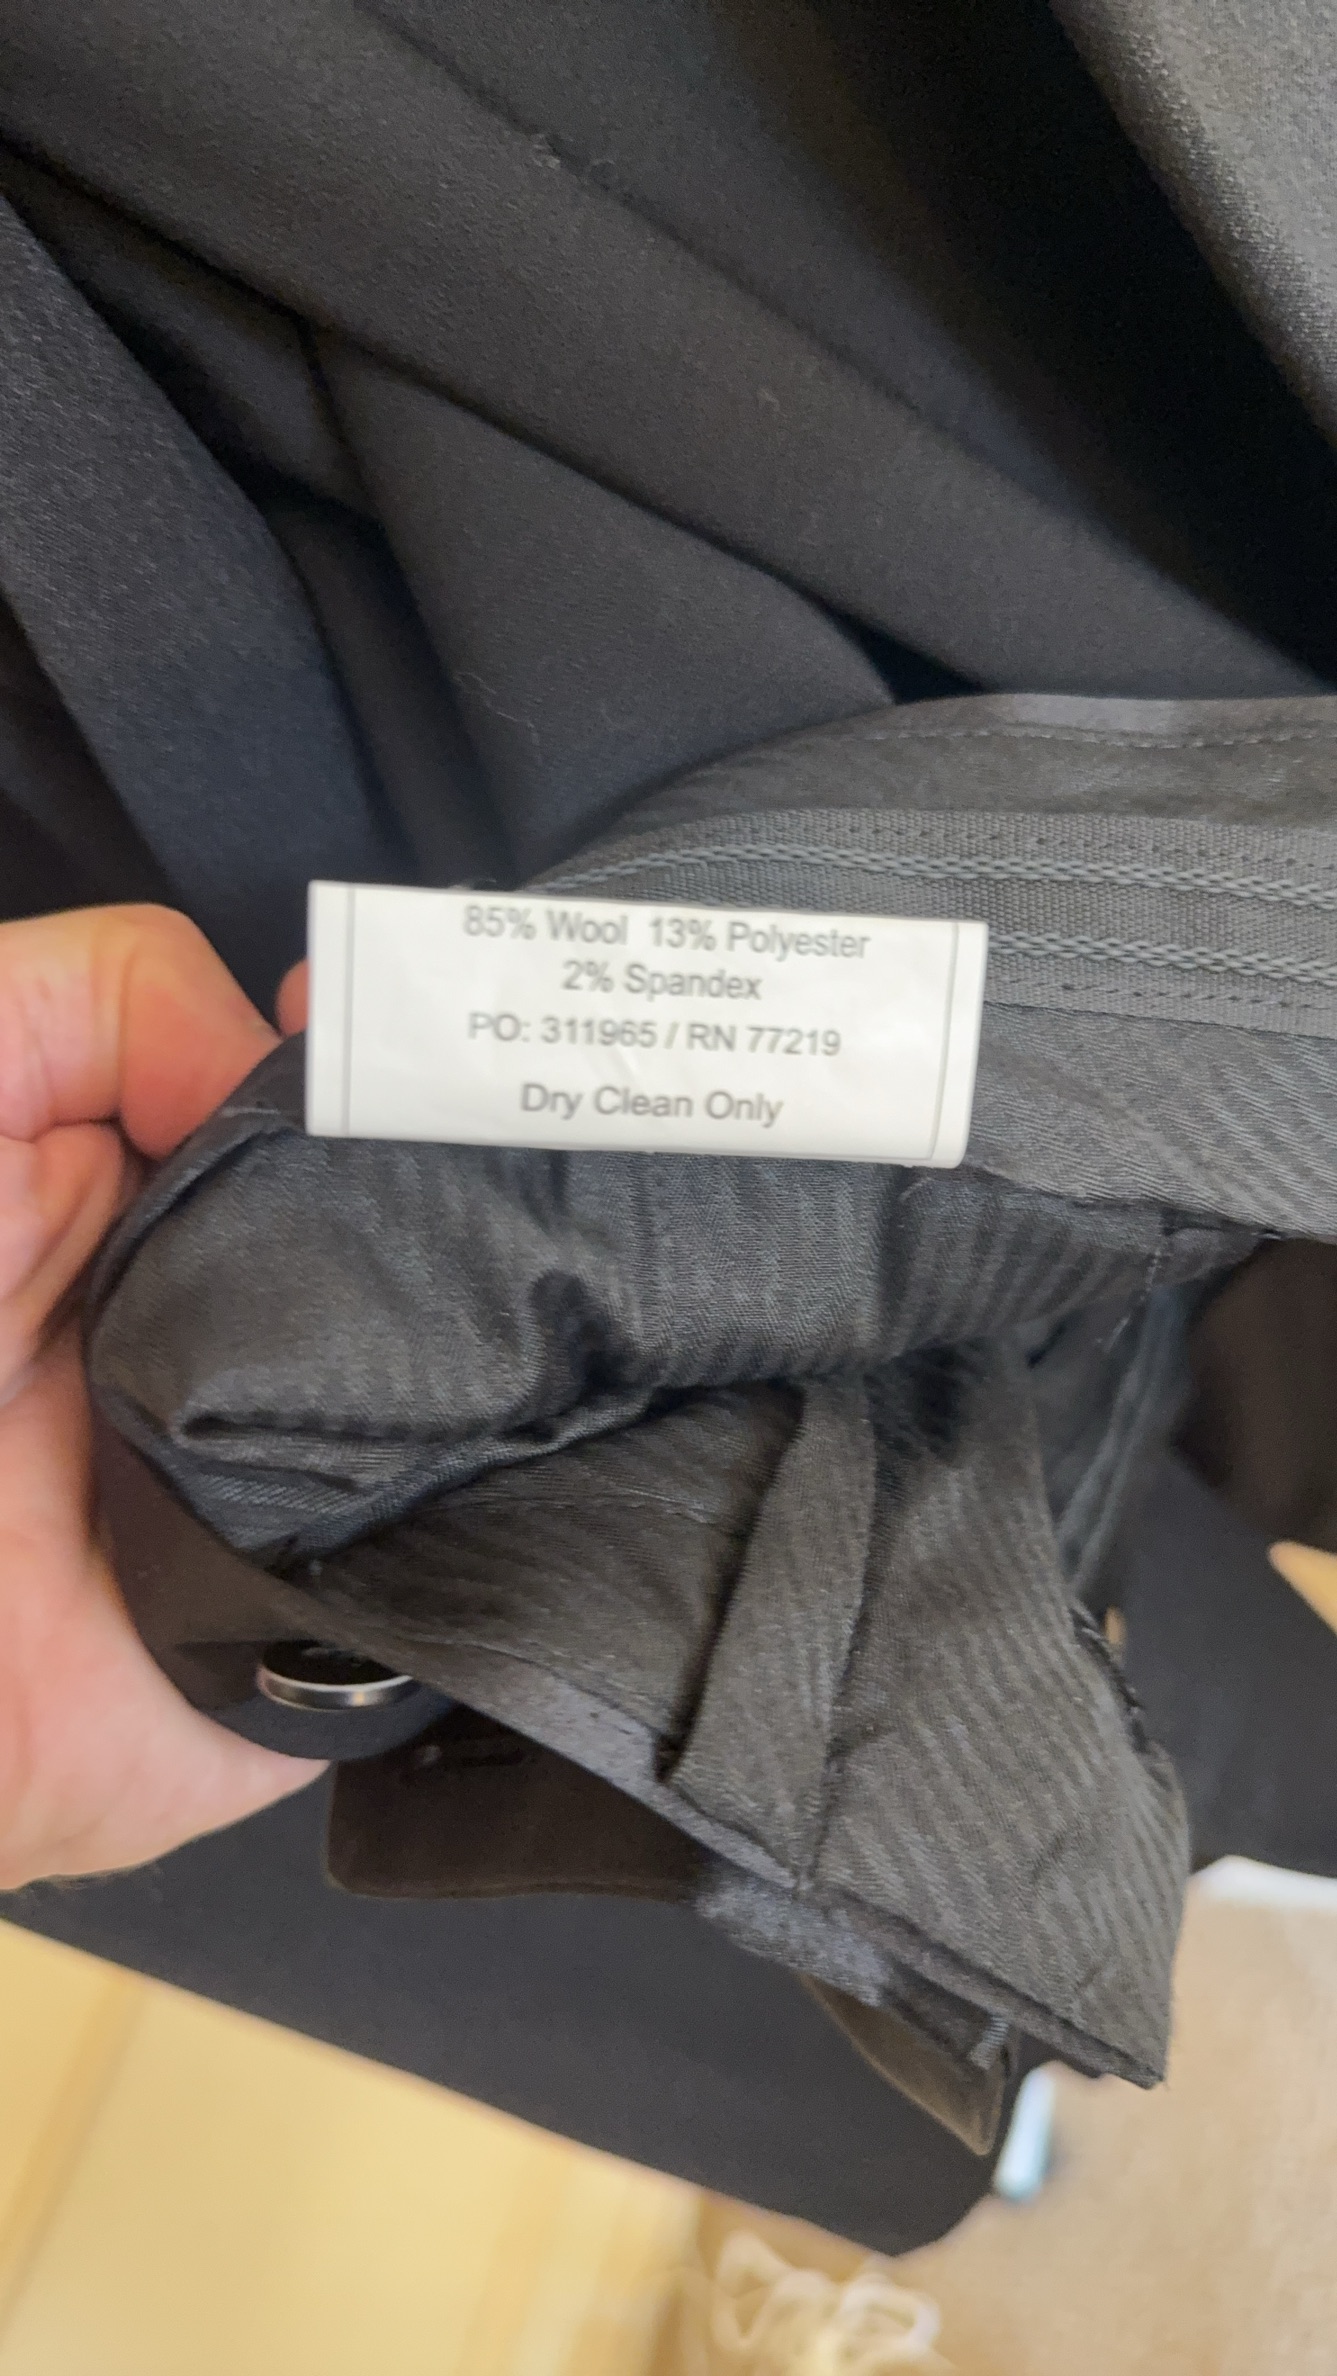 85% Wool 13% Polyester
2% Spandex
PO: 311965 / RN 77219
Dry Clean Only